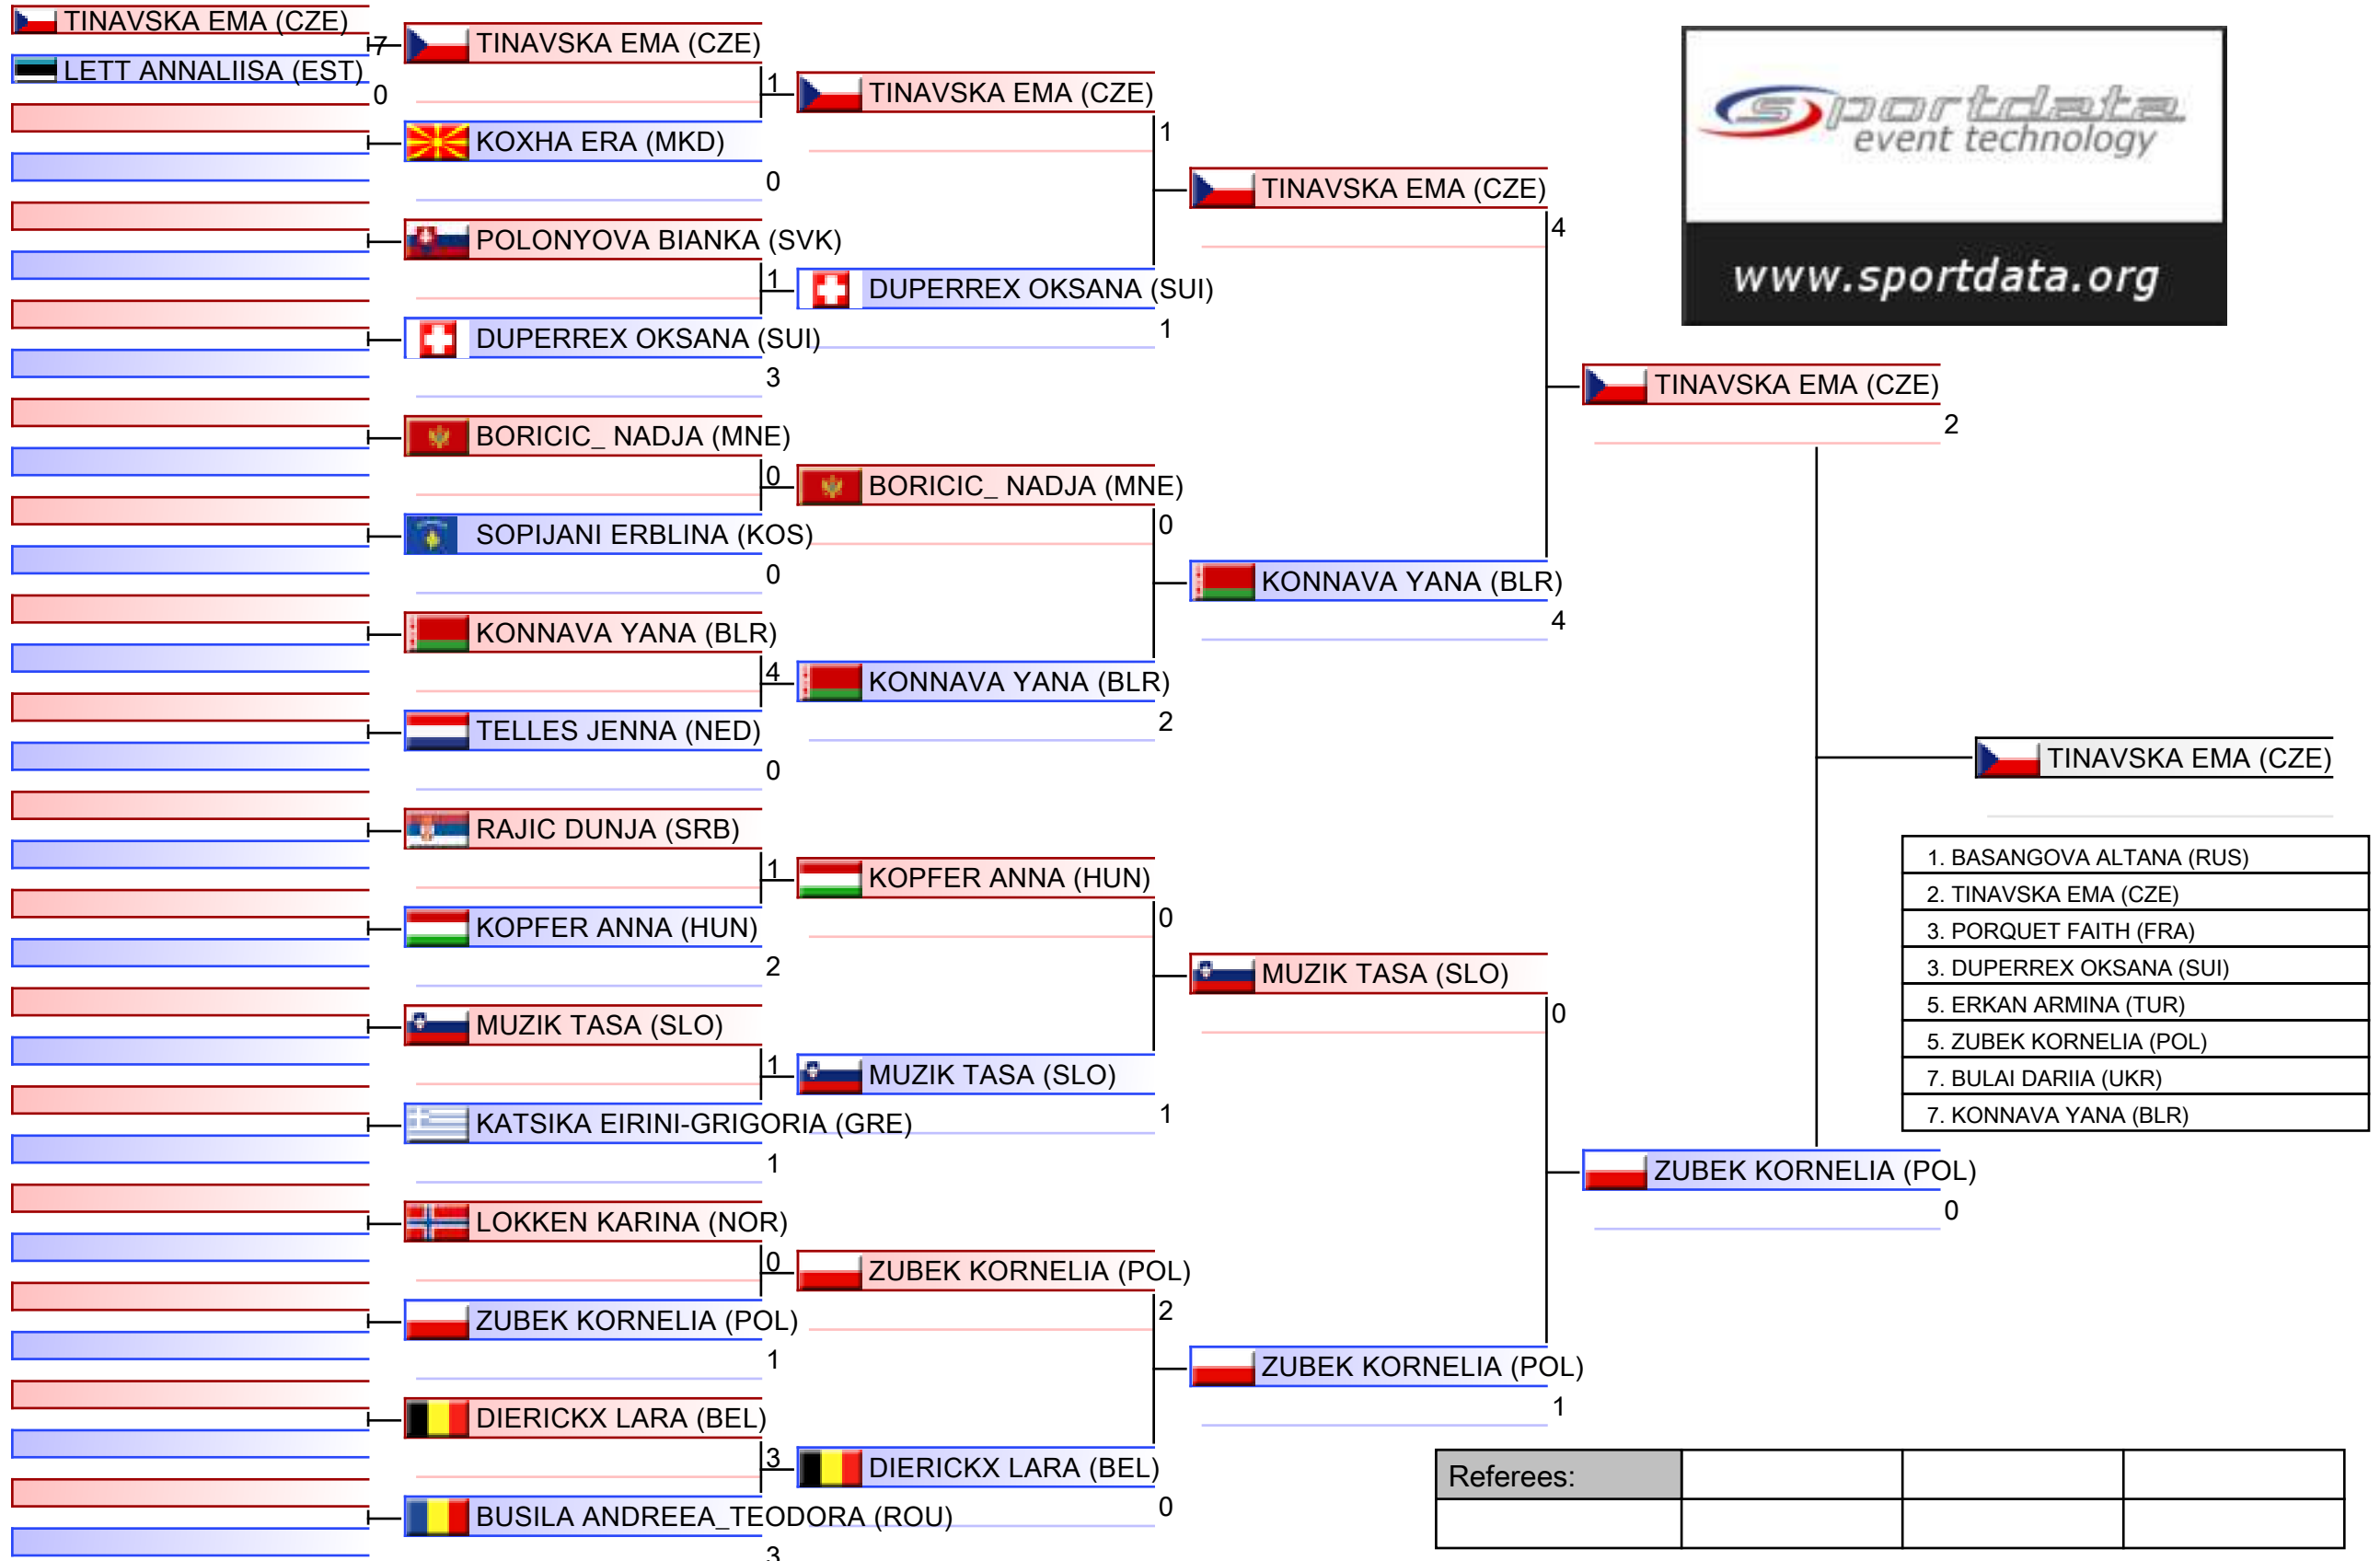 TINAVSKA EMA (CZE)
7
LETT ANNALIISA (EST)
0
TINAVSKA EMA (CZE)
1
KOXHA ERA (MKD)
0
POLONYOVA BIANKA (SVK)
1
DUPERREX OKSANA (SUI)
3
BORICIC_ NADJA (MNE)
0
SOPIJANI ERBLINA (KOS)
0
KONNAVA YANA (BLR)
4
TELLES JENNA (NED)
0
RAJIC DUNJA (SRB)
1
KOPFER ANNA (HUN)
2
MUZIK TASA (SLO)
1
KATSIKA EIRINI-GRIGORIA (GRE)
1
LOKKEN KARINA (NOR)
0
ZUBEK KORNELIA (POL)
1
DIERICKX LARA (BEL)
3
BUSILA ANDREEA_TEODORA (ROU)
3
TINAVSKA EMA (CZE)
1
DUPERREX OKSANA (SUI)
1
BORICIC_ NADJA (MNE)
0
KONNAVA YANA (BLR)
2
KOPFER ANNA (HUN)
0
MUZIK TASA (SLO)
1
ZUBEK KORNELIA (POL)
2
DIERICKX LARA (BEL)
0
TINAVSKA EMA (CZE)
4
KONNAVA YANA (BLR)
4
MUZIK TASA (SLO)
0
ZUBEK KORNELIA (POL)
1
TINAVSKA EMA (CZE)
2
ZUBEK KORNELIA (POL)
0
TINAVSKA EMA (CZE)
sportdata
event technology
www.sportdata.org
1. BASANGOVA ALTANA (RUS)
2. TINAVSKA EMA (CZE)
3. PORQUET FAITH (FRA)
3. DUPERREX OKSANA (SUI)
5. ERKAN ARMINA (TUR)
5. ZUBEK KORNELIA (POL)
7. BULAI DARIIA (UKR)
7. KONNAVA YANA (BLR)
Referees: